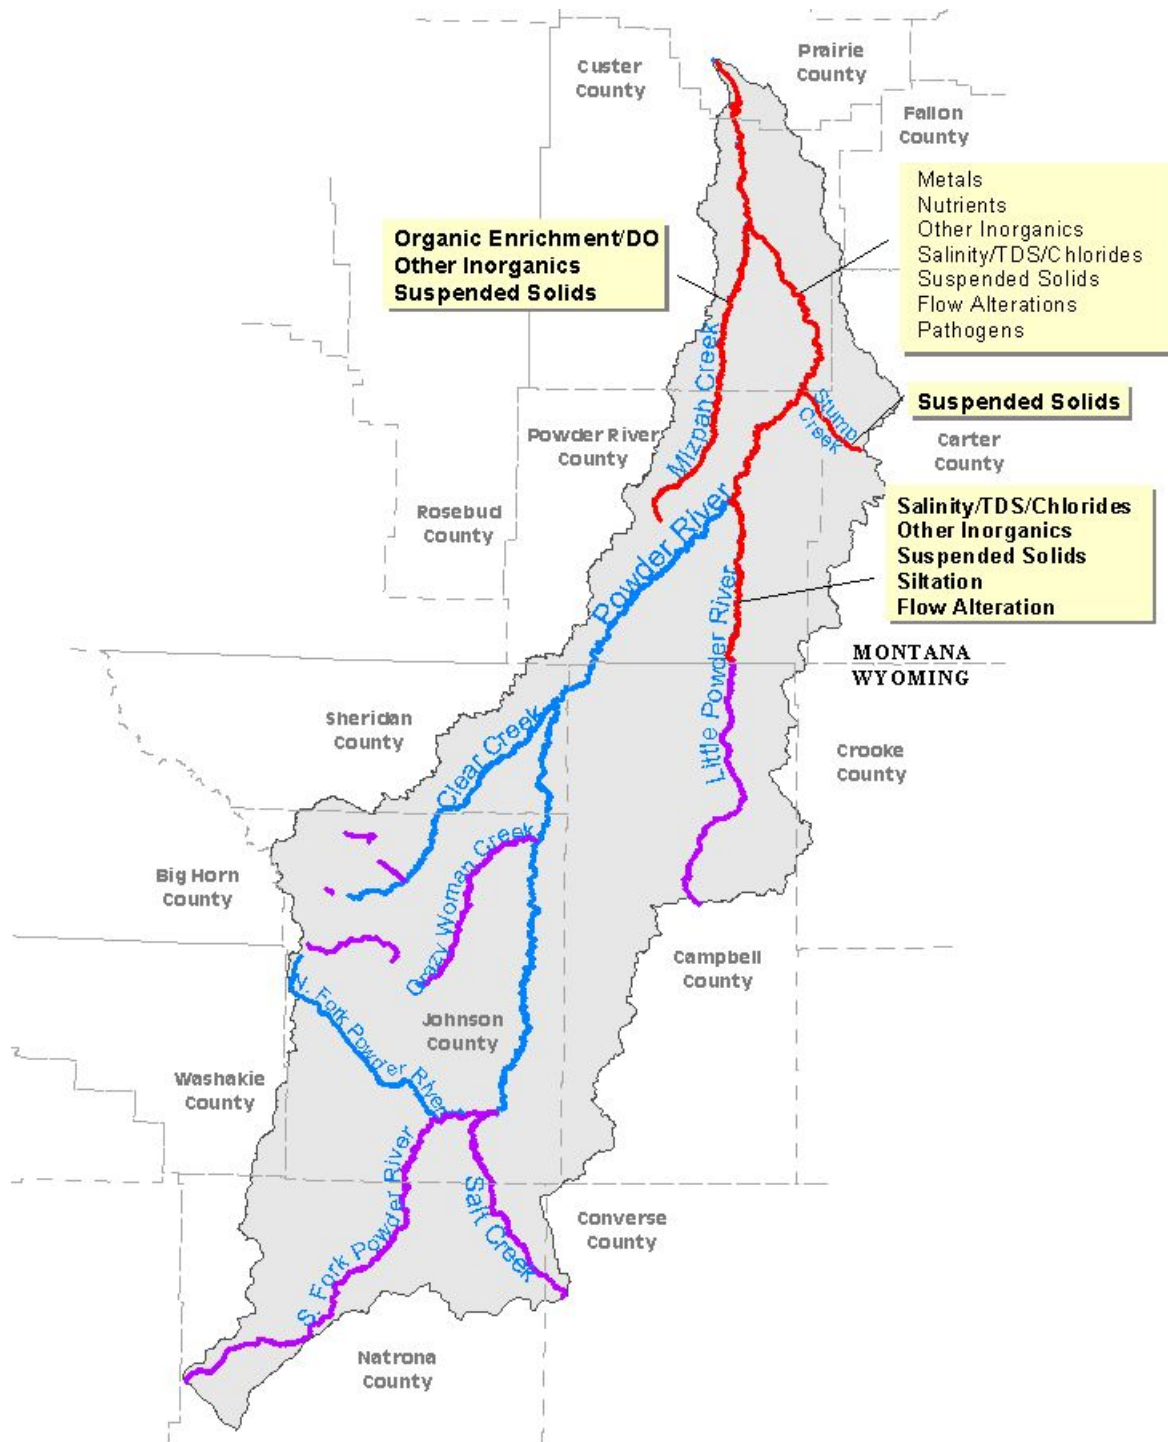 Prairie
County
Custer
County
Fallon
County
Metals
Nutrients
Other Inorganics
Salinity/TDS/Chlorides
Suspended Solids
Flow Alterations
Pathogens
Organic Enrichment/DO
Other Inorganics
Suspended Solids
Mizpah Creek
Stump
Creek
Suspended Solids
Powder River
County
Carter
County
Rosebud
County
Powder River
Salinity/TDS/Chlorides
Other Inorganics
Suspended Solids
Siltation
Flow Alteration
Little Powder River
MONTANA
WYOMING
Sheridan
County
Clear Creek
Crooke
County
Big Horn
County
Crazy Woman Creek
Campbell
County
N. Fork Powder River
Johnson
County
Washakie
County
S. Fork Powder River
Salt Creek
Converse
County
Natrona
County